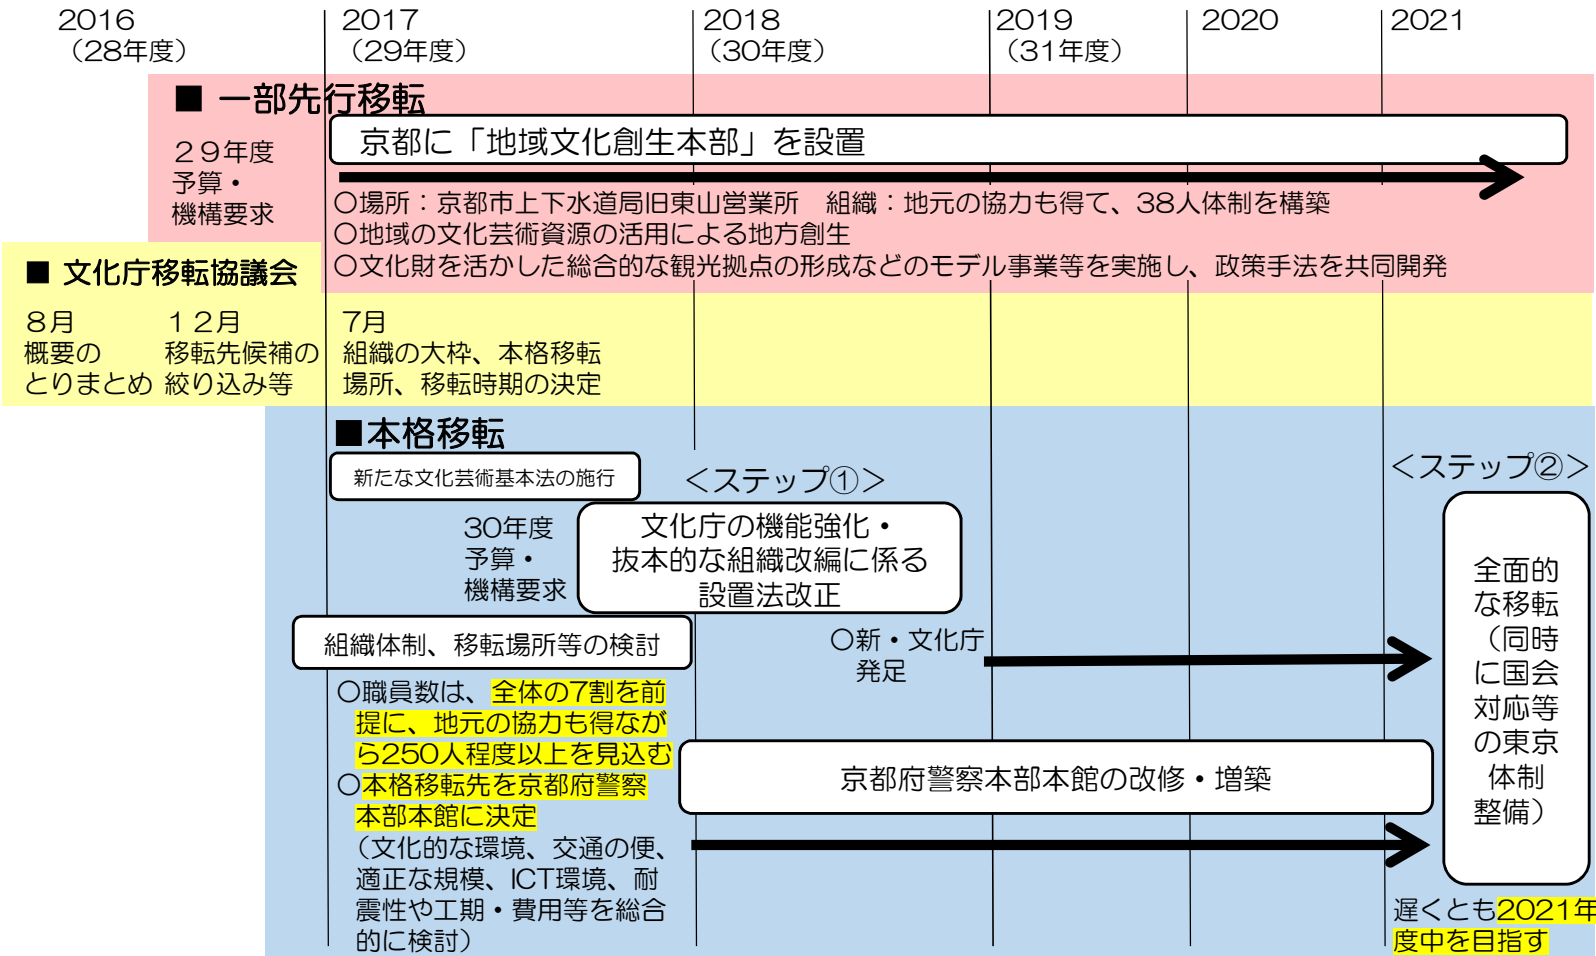 2016
（28年度）
2017
（29年度）
2018
（30年度）
2019
（31年度）
2020
2021
■ 一部先行移転
２９年度
予算・
機構要求
京都に「地域文化創生本部」を設置
○場所：京都市上下水道局旧東山営業所　組織：地元の協力も得て、38人体制を構築
○地域の文化芸術資源の活用による地方創生
○文化財を活かした総合的な観光拠点の形成などのモデル事業等を実施し、政策手法を共同開発
■ 文化庁移転協議会
８月
概要の
とりまとめ
１２月
移転先候補の
絞り込み等
7月
組織の大枠、本格移転
場所、移転時期の決定
■本格移転
新たな文化芸術基本法の施行
30年度
予算・
機構要求
＜ステップ①＞
文化庁の機能強化・
抜本的な組織改編に係る
設置法改正
組織体制、移転場所等の検討
○職員数は、全体の7割を前
提に、地元の協力も得なが
ら250人程度以上を見込む
○本格移転先を京都府警察
本部本館に決定
（文化的な環境、交通の便、
適正な規模、ICT環境、耐
震性や工期・費用等を総合
的に検討）
○新・文化庁
発足
京都府警察本部本館の改修・増築
＜ステップ②＞
全面的
な移転
（同時
に国会
対応等
の東京
体制
整備）
遅くとも2021年
度中を目指す